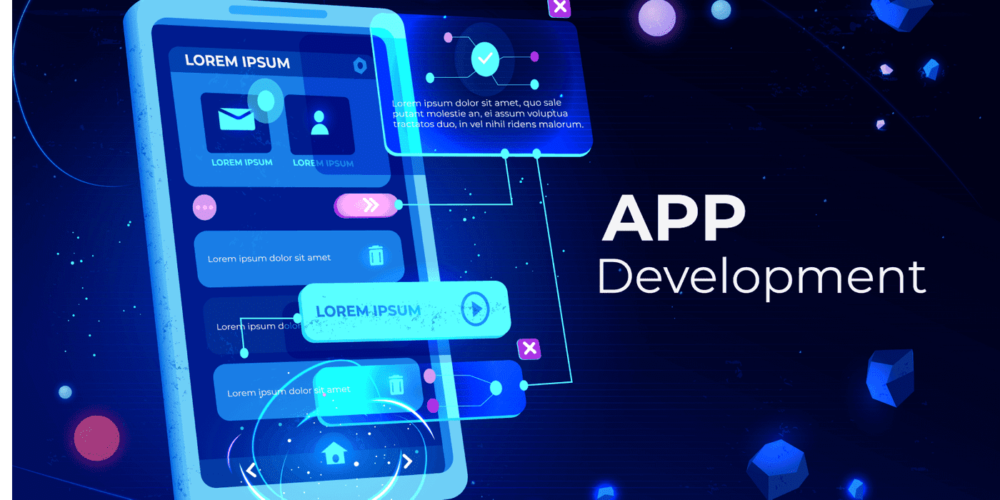 LOREM IPSUM
LOREM IPSUM
LOREM IPSUM
Lorem ipsum dolor sit amet, quo sale
putant molestie an, ei assum voluptua
tractatos duo, in vel nihil ridens malorum.
Lorem ipsum dolor sit amet
LOREM IPSUM
Lorem ipsum dolor
Lorem ipsum dolor sit amet
APP
Development